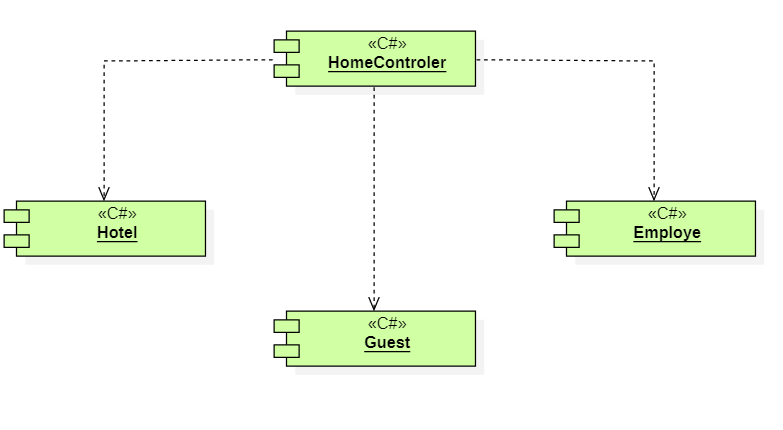 «C#»
HomeControler
«C#»
Hotel
«C#»
Employe
«C#»
Guest